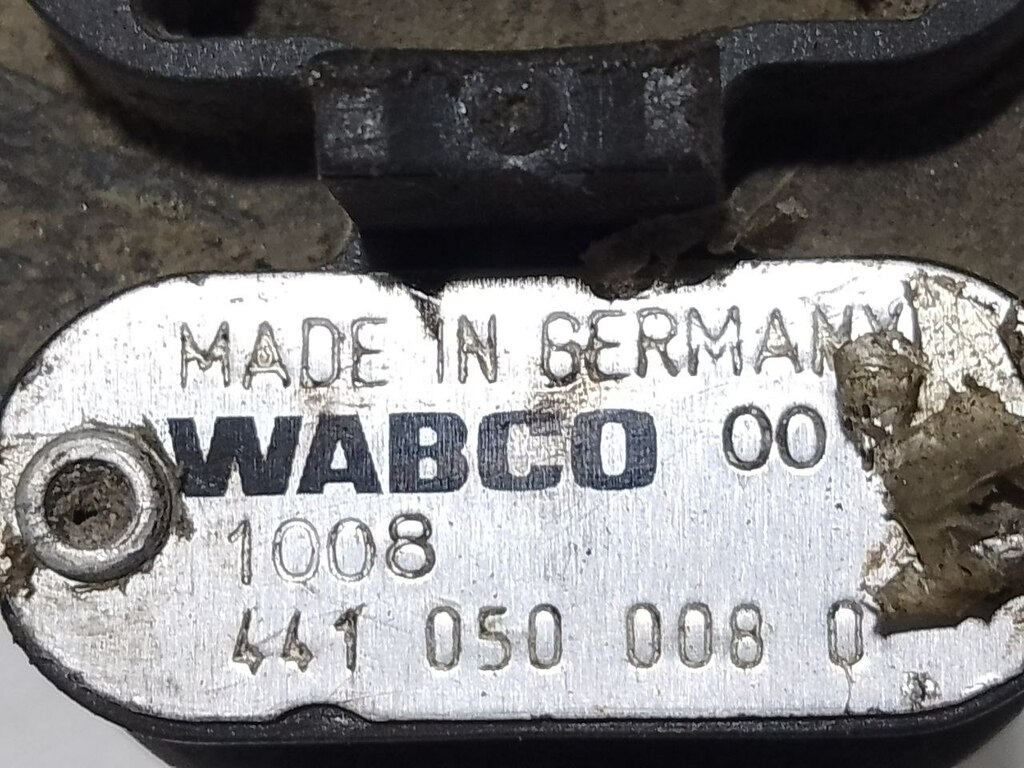 MADE IN GERMANY
WABCO 00
1008
441 050 008 0